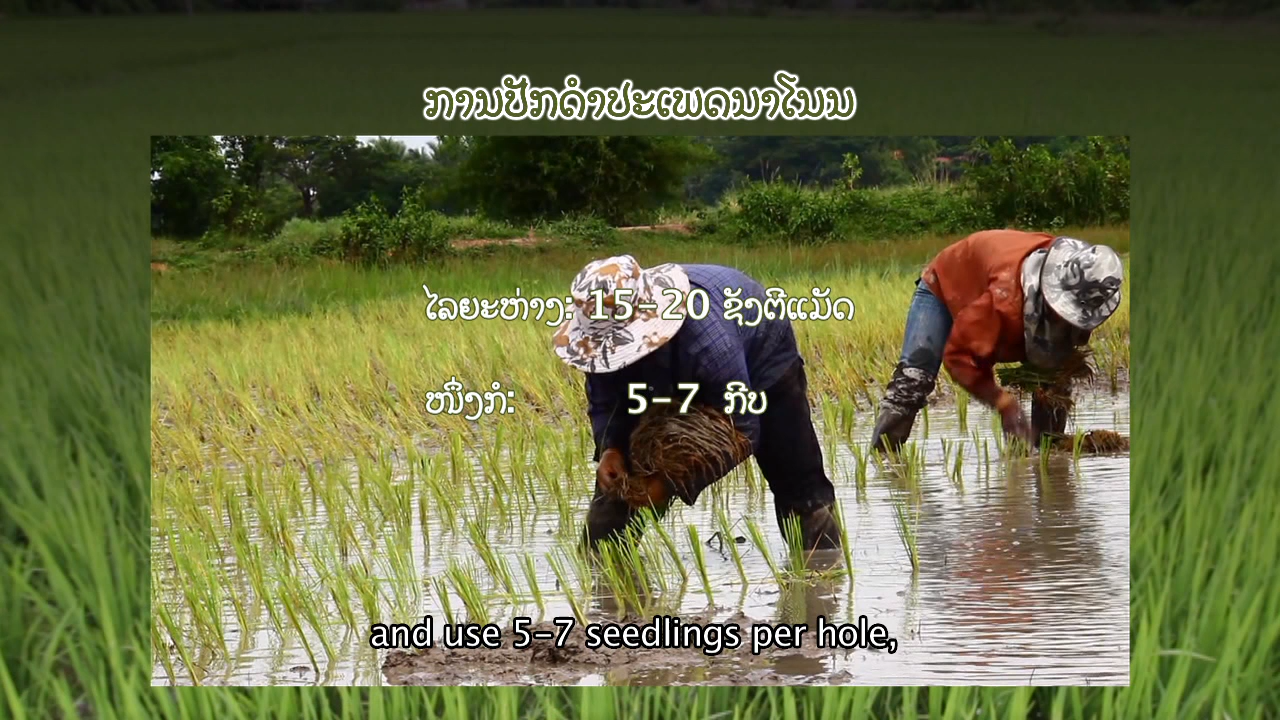 ການປັກດຳປະເພດນາໂນນ
ໄລຍະຫ່າງ: 15-20 ຊັງຕີແມັດ
ໜຶ່ງກໍ: 5-7 ກີບ
and use 5-7 seedlings per hole,